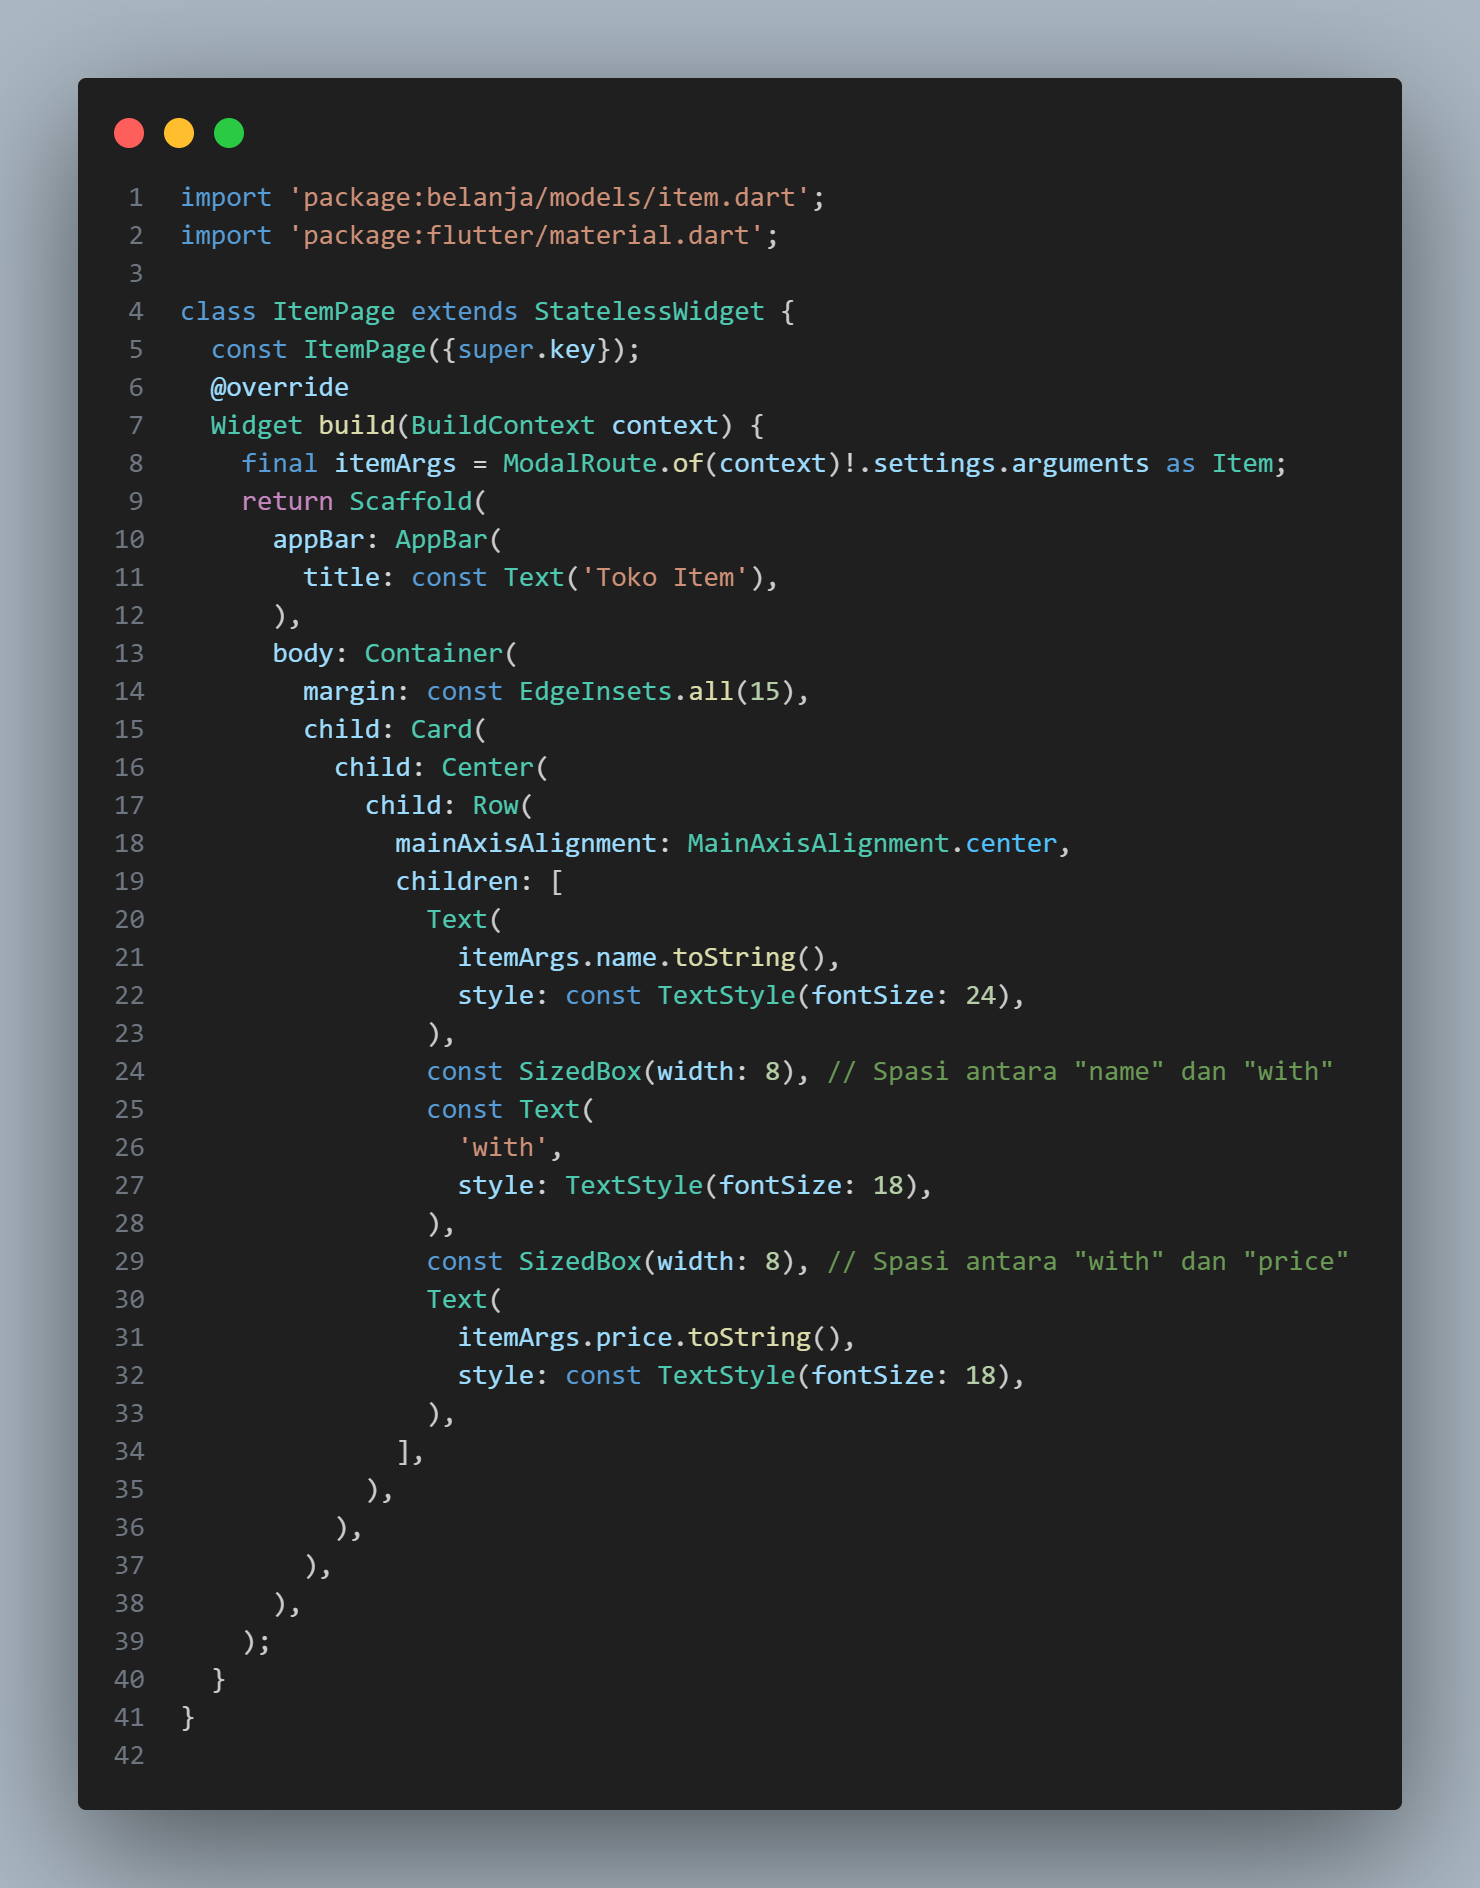 1 import 'package:belanja/models/item.dart';
2 import 'package:flutter/material.dart';
3
4 class ItemPage extends StatelessWidget {
5   const ItemPage({super.key});
6   @override
7   Widget build(BuildContext context) {
8     final itemArgs = ModalRoute.of(context)!.settings.arguments as Item;
9     return Scaffold(
10       appBar: AppBar(
11         title: const Text('Toko Item'),
12       ),
13       body: Container(
14         margin: const EdgeInsets.all(15),
15         child: Card(
16           child: Center(
17             child: Row(
18               mainAxisAlignment: MainAxisAlignment.center,
19               children: [
20                 Text(
21                   itemArgs.name.toString(),
22                   style: const TextStyle(fontSize: 24),
23                 ),
24                 const SizedBox(width: 8), // Spasi antara "name" dan "with"
25                 const Text(
26                   'with',
27                   style: TextStyle(fontSize: 18),
28                 ),
29                 const SizedBox(width: 8), // Spasi antara "with" dan "price"
30                 Text(
31                   itemArgs.price.toString(),
32                   style: const TextStyle(fontSize: 18),
33                 ),
34               ],
35             ),
36           ),
37         ),
38       ),
39     );
40   }
41 }
42